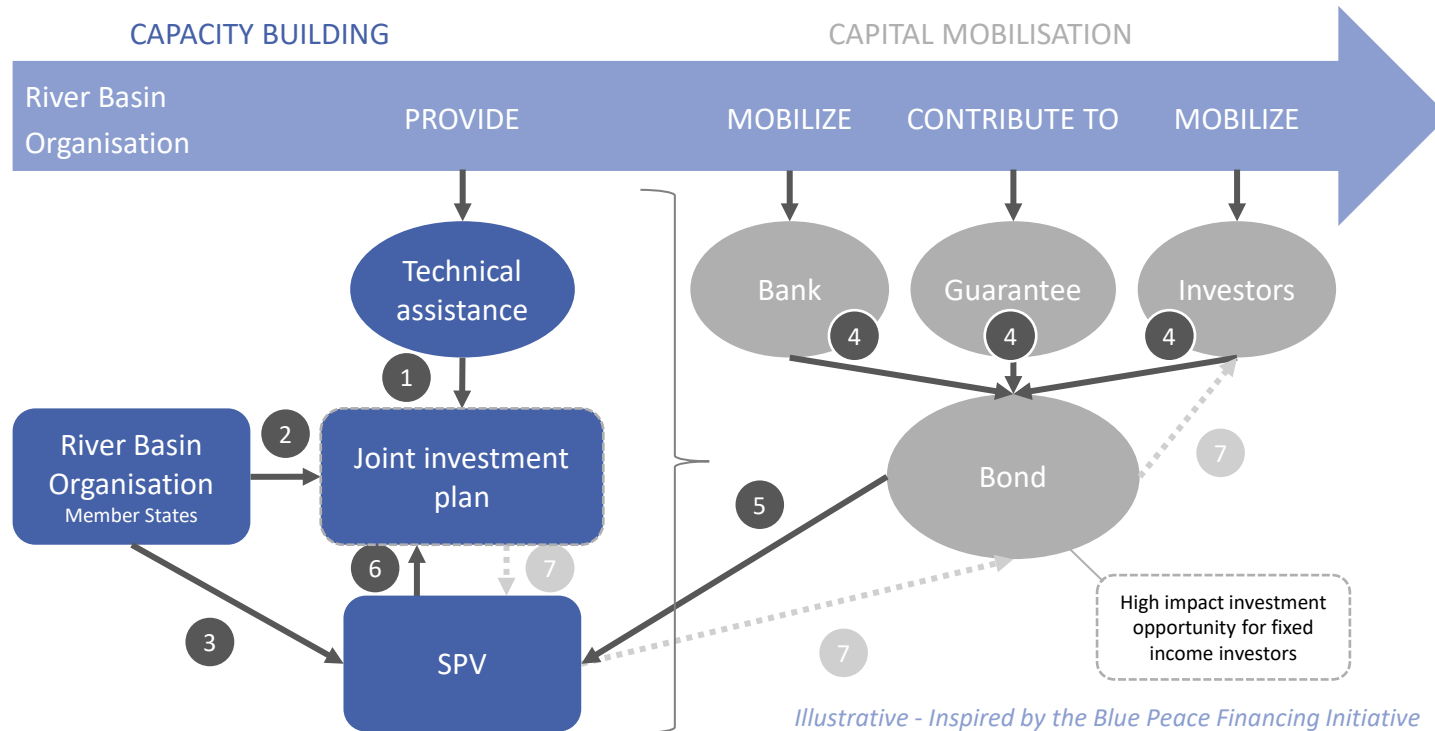 CAPACITY BUILDING
CAPITAL MOBILISATION
River Basin
Organisation
PROVIDE
MOBILIZE
CONTRIBUTE TO
MOBILIZE
Technical
assistance
Bank
Guarantee
Investors
4
4
4
1
2
River Basin
Organisation
Member States
Joint investment
plan
7
Bond
5
6
7
3
SPV
7
High impact investment
opportunity for fixed
income investors
Illustrative - Inspired by the Blue Peace Financing Initiative